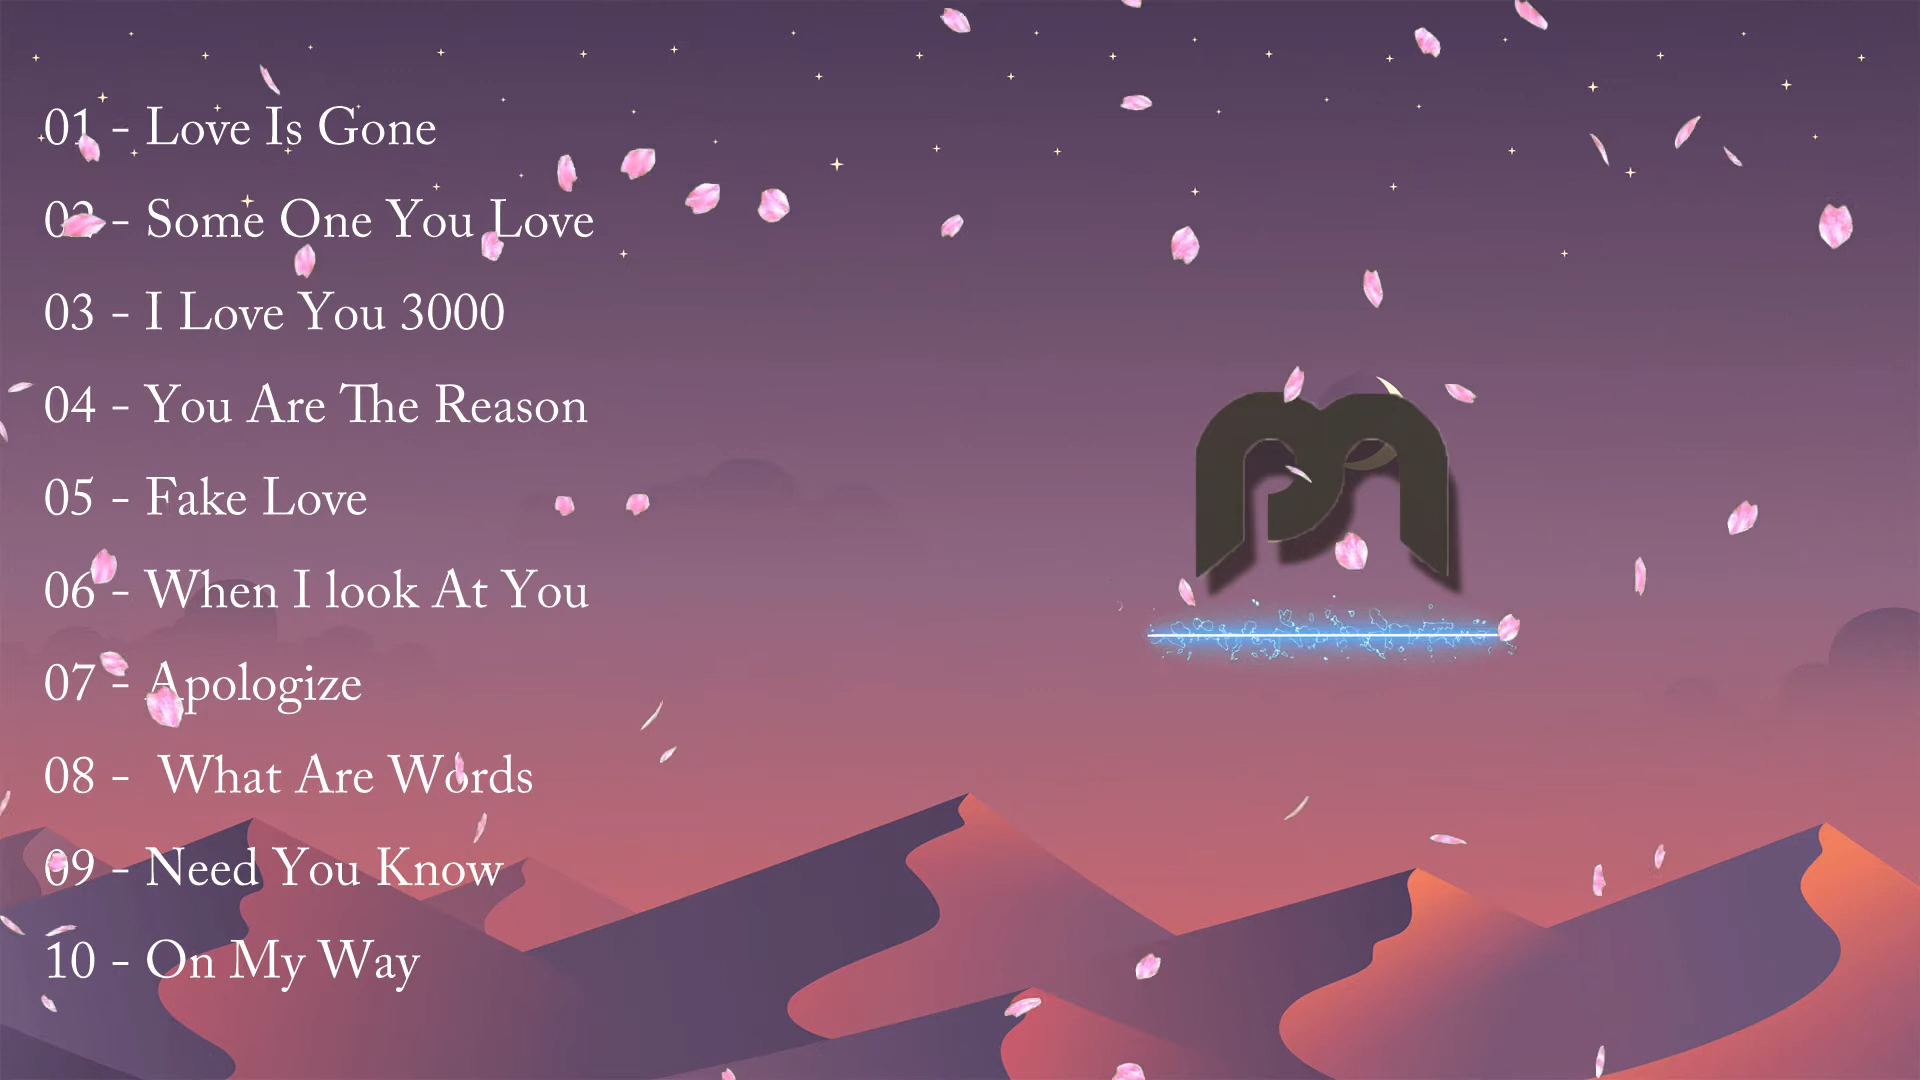 01 - Love Is Gone
02 - Some One You Love
03 - I Love You 3000
04 - You Are The Reason
05 - Fake Love
06 - When I look At You
07 - Apologize
08 - What Are Words
09 - Need You Know
10 - On My Way